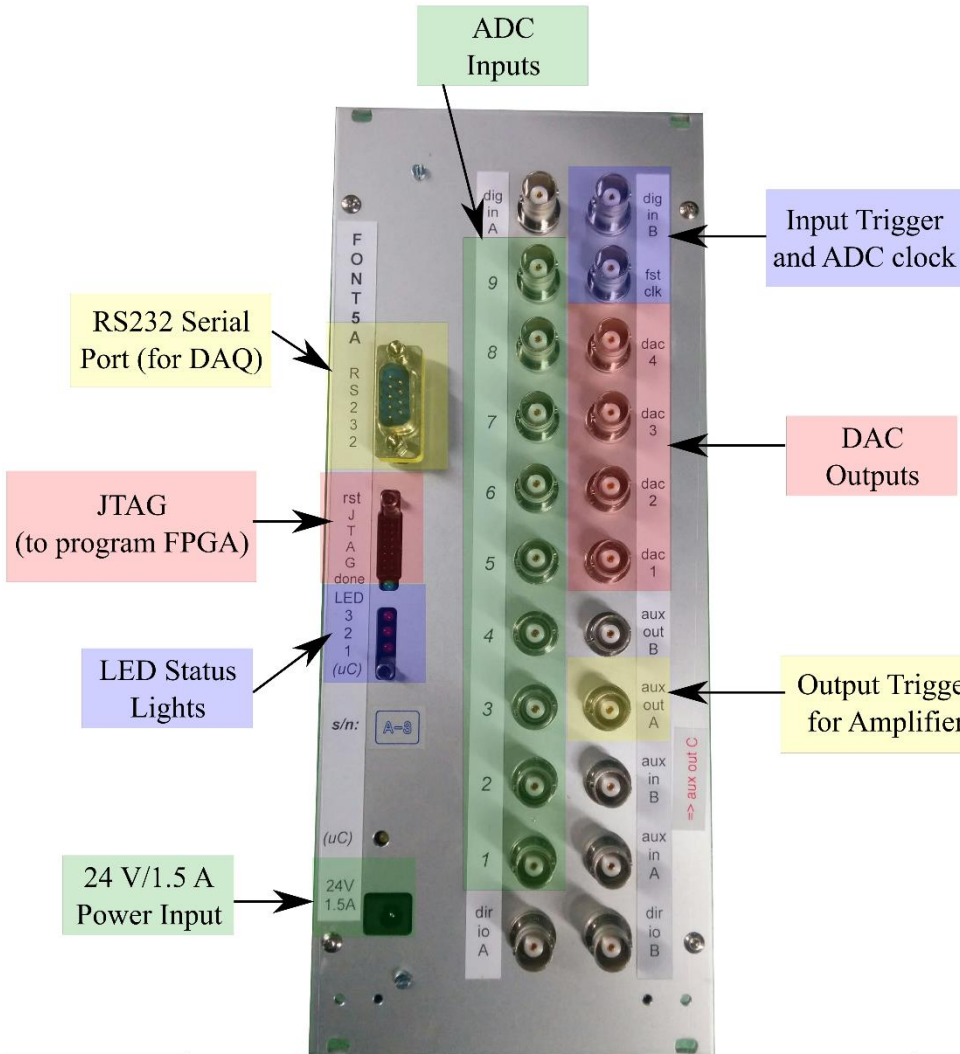 ADC
Inputs
Input Trigger
and ADC clock
RS232 Serial
Port (for DAQ)
DAC
Outputs
JTAG
(to program FPGA)
LED Status
Lights
Output Trigge
for Amplifier
24 V/1.5 A
Power Input
FONT5A
RS232
rst
JTAG
done
LED
3
2
1
(uC)
s/n:
A-8
(uC)
24V
1.5A
dig
in
A
9
8
7
6
5
4
3
2
1
dir
io
A
dig
in
B
fst
clk
dac
4
dac
3
dac
2
dac
1
aux
out
B
aux
out
A
aux
in
B
aux
in
A
dir
io
B
=> aux out C